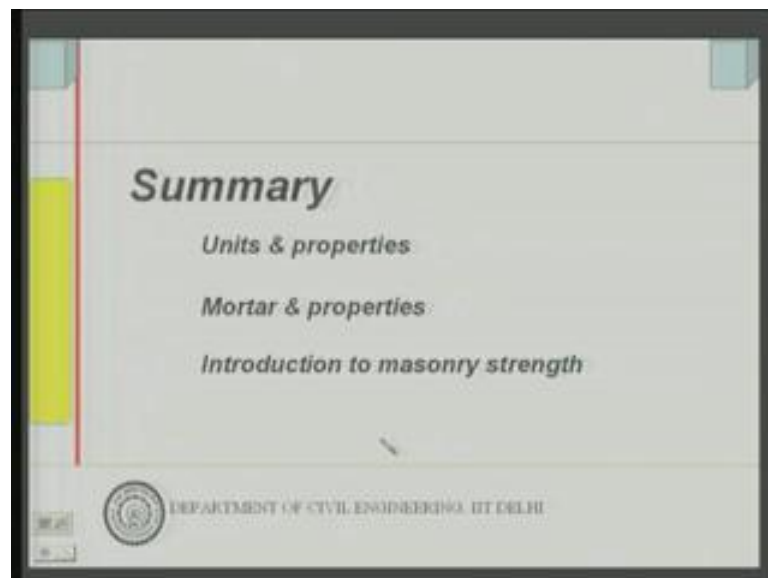 Summary
Units & properties
Mortar & properties
Introduction to masonry strength
DEPARTMENT OF CIVIL ENGINEERING, IIT DELHI